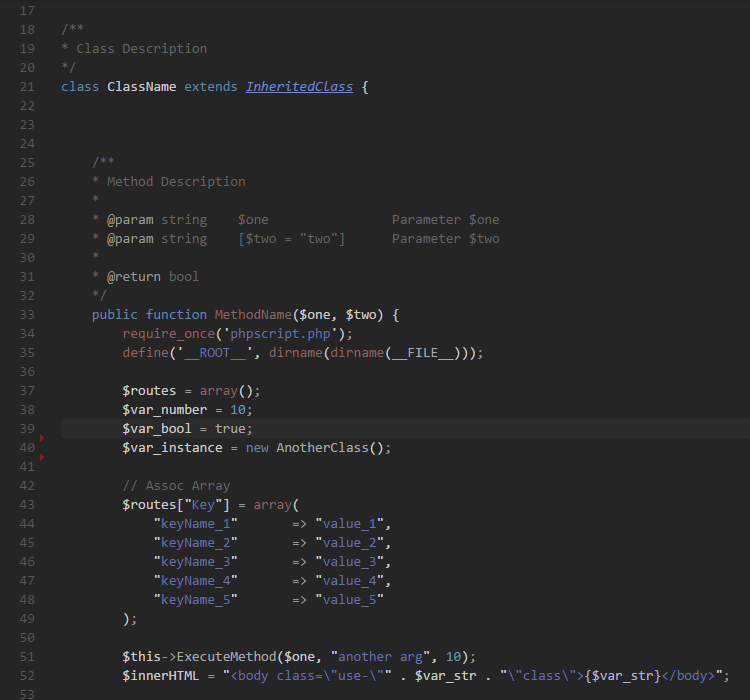 17
18 /**
19 * Class Description
20 */
21 class ClassName extends InheritedClass {
22
23
24
25     /**
26     * Method Description
27     *
28     * @param string    $one                Parameter $one
29     * @param string    [$two = "two"]      Parameter $two
30     *
31     * @return bool
32     */
33     public function MethodName($one, $two) {
34         require_once('phpscript.php');
35         define('__ROOT__', dirname(dirname(__FILE__)));
36
37         $routes = array();
38         $var_number = 10;
39         $var_bool = true;
40         $var_instance = new AnotherClass();
41
42         // Assoc Array
43         $routes["Key"] = array(
44             "keyName_1"       => "value_1",
45             "keyName_2"       => "value_2",
46             "keyName_3"       => "value_3",
47             "keyName_4"       => "value_4",
48             "keyName_5"       => "value_5"
49         );
50
51         $this->ExecuteMethod($one, "another arg", 10);
52         $innerHTML = "<body class=\"use-\"" . $var_str . "\"class\">{$var_str}</body>";
53